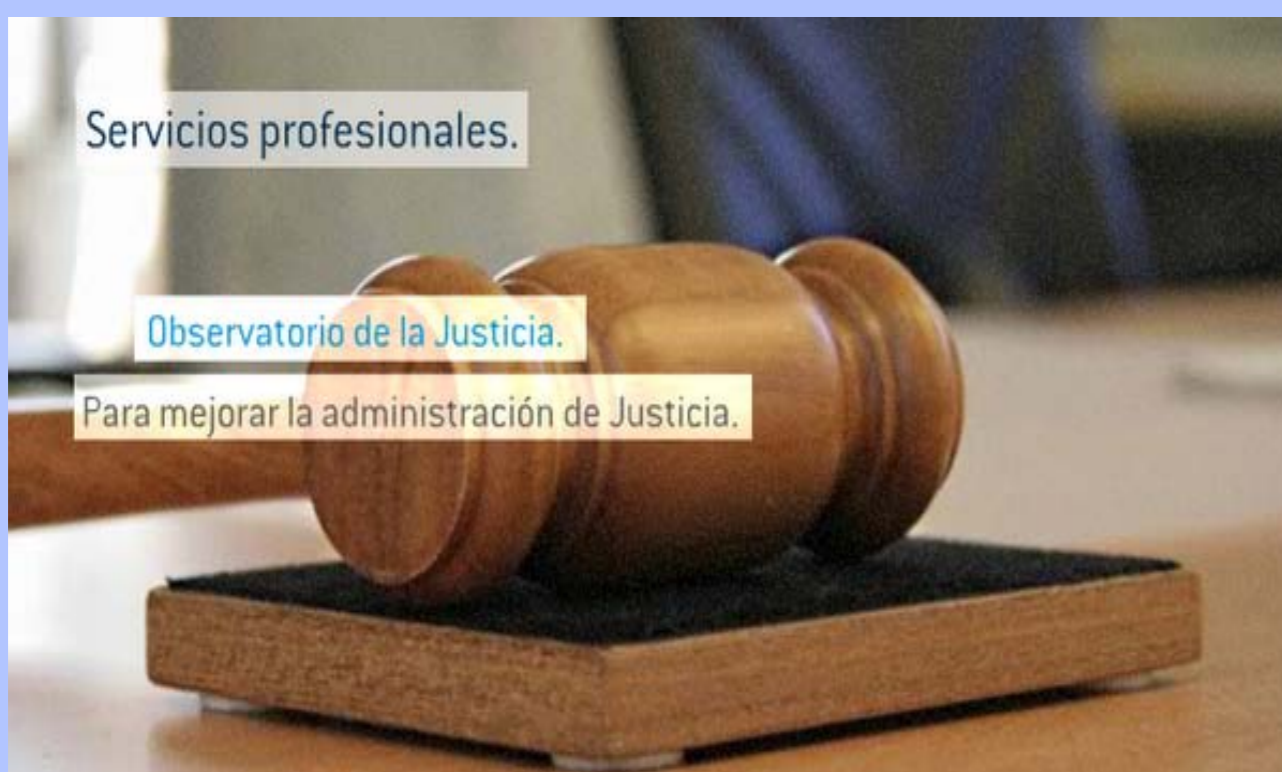 Servicios profesionales.
Observatorio de la Justicia.
Para mejorar la administración de Justicia.